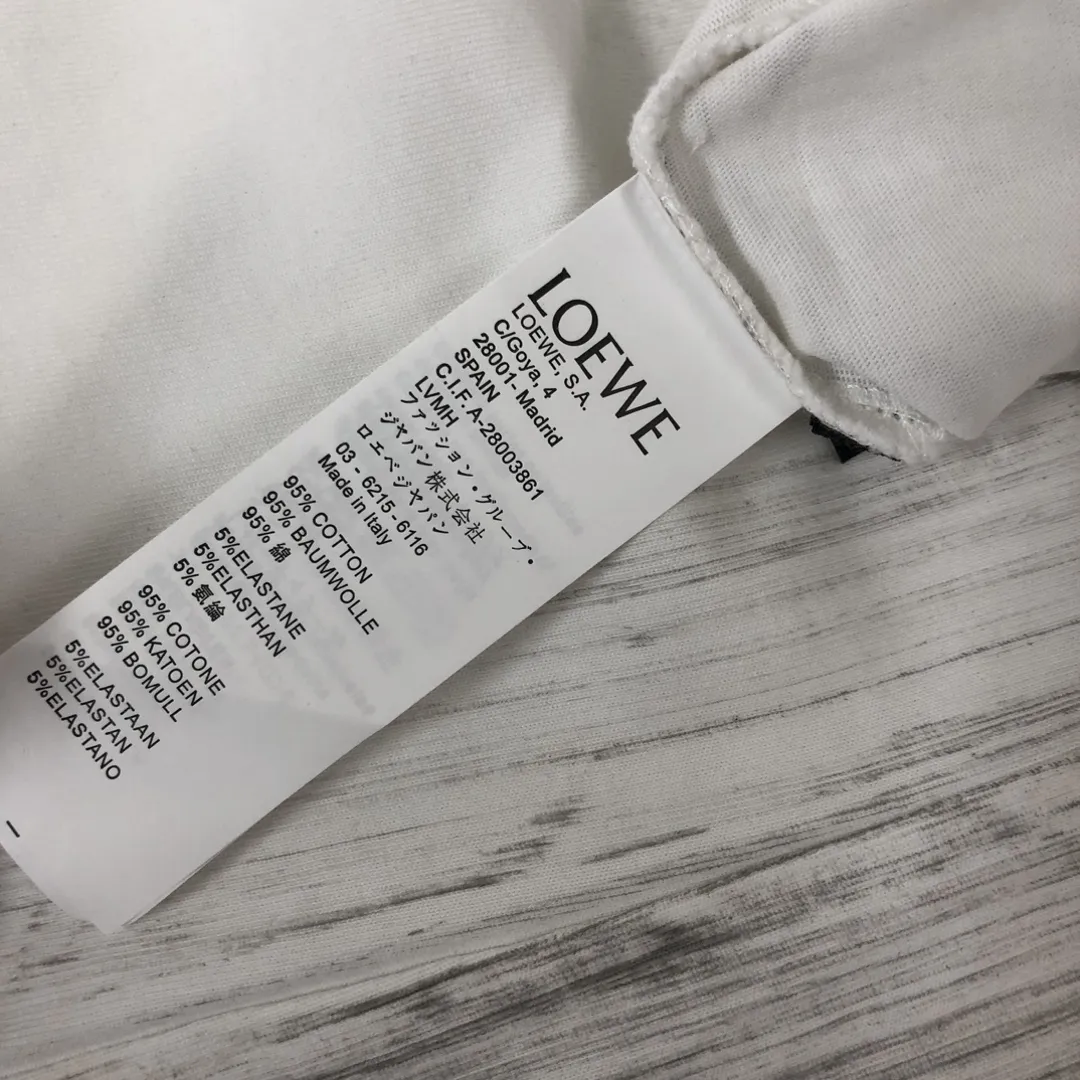 LOEWE
LOEWE, S.A.
C/Goya, 4
28001- Madrid
SPAIN
C.I.F. A-28003861
LVMH
ファッション・グループ・
ジャパン株式会社
ロエベジャパン
03 - 6215 - 6116
Made in Italy
95% COTTON
95% BAUMWOLLE
95% 綿
5%ELASTANE
5%ELASTHAN
5% 氨綸
95% COTONE
95% KATOEN
95% BOMULL
5%ELASTAAN
5%ELASTAN
5%ELASTANO